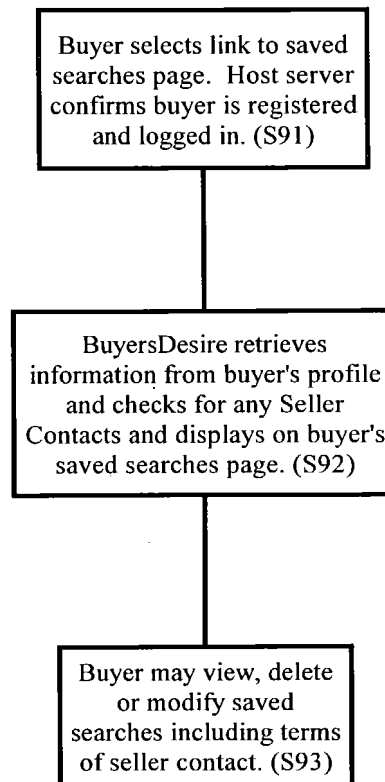 Buyer selects link to saved
searches page.  Host server
confirms buyer is registered
and logged in. (S91)
BuyersDesire retrieves
information from buyer's profile
and checks for any Seller
Contacts and displays on buyer's
saved searches page. (S92)
Buyer may view, delete
or modify saved
searches including terms
of seller contact. (S93)